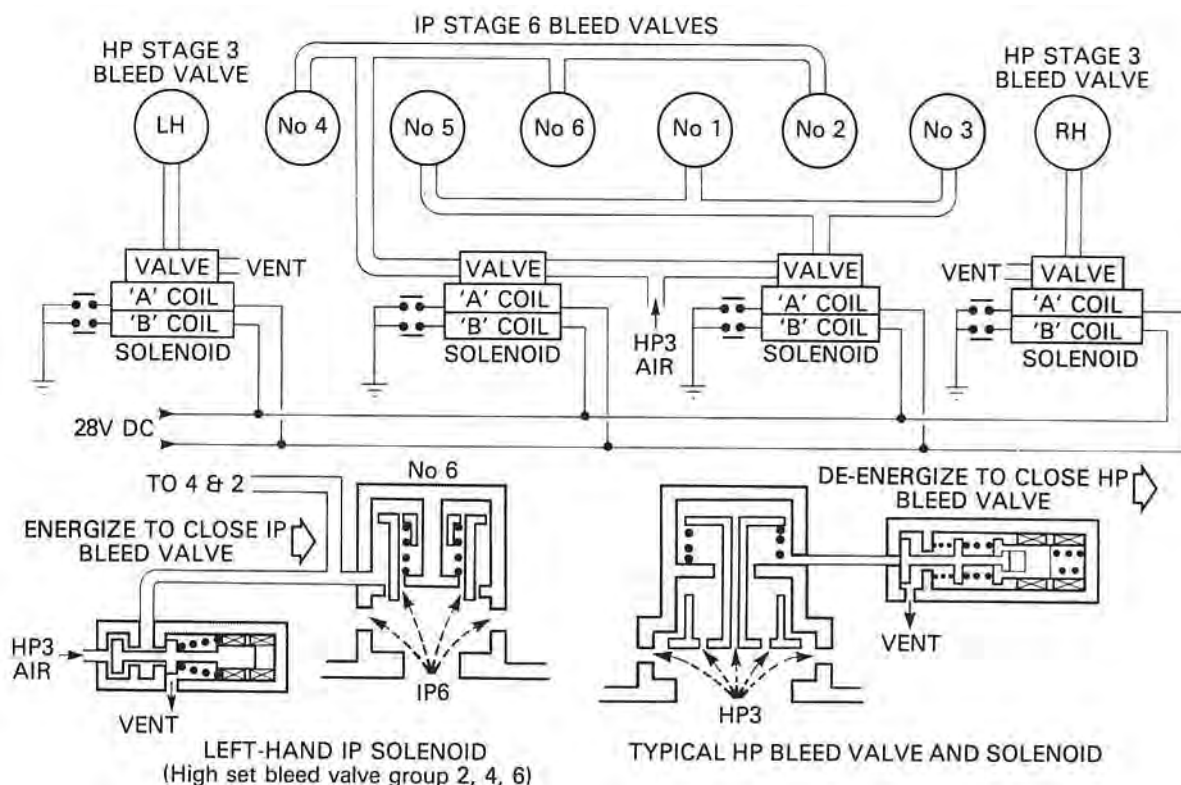 IP STAGE 6 BLEED VALVES
HP STAGE 3
BLEED VALVE
HP STAGE 3
BLEED VALVE
LH
No 4
No 5
No 6
No 1
No 2
No 3
RH
VALVE
VENT
'A' COIL
'B' COIL
SOLENOID
VALVE
'A' COIL
'B' COIL
SOLENOID
HP3
AIR
VALVE
'A' COIL
'B' COIL
SOLENOID
VENT
VALVE
'A' COIL
'B' COIL
SOLENOID
28V DC
TO 4 & 2
No 6
ENERGIZE TO CLOSE IP
BLEED VALVE
HP3
AIR
VENT
IP6
LEFT-HAND IP SOLENOID
(High set bleed valve group 2, 4, 6)
DE-ENERGIZE TO CLOSE HP
BLEED VALVE
VENT
HP3
TYPICAL HP BLEED VALVE AND SOLENOID